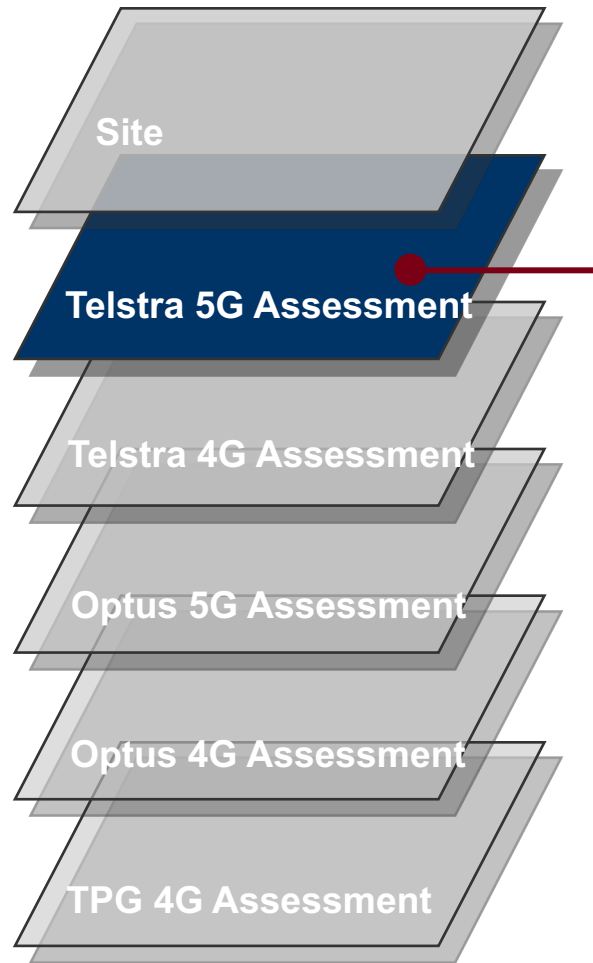 Site
Telstra 5G Assessment
Telstra 4G Assessment
Optus 5G Assessment
Optus 4G Assessment
TPG 4G Assessment